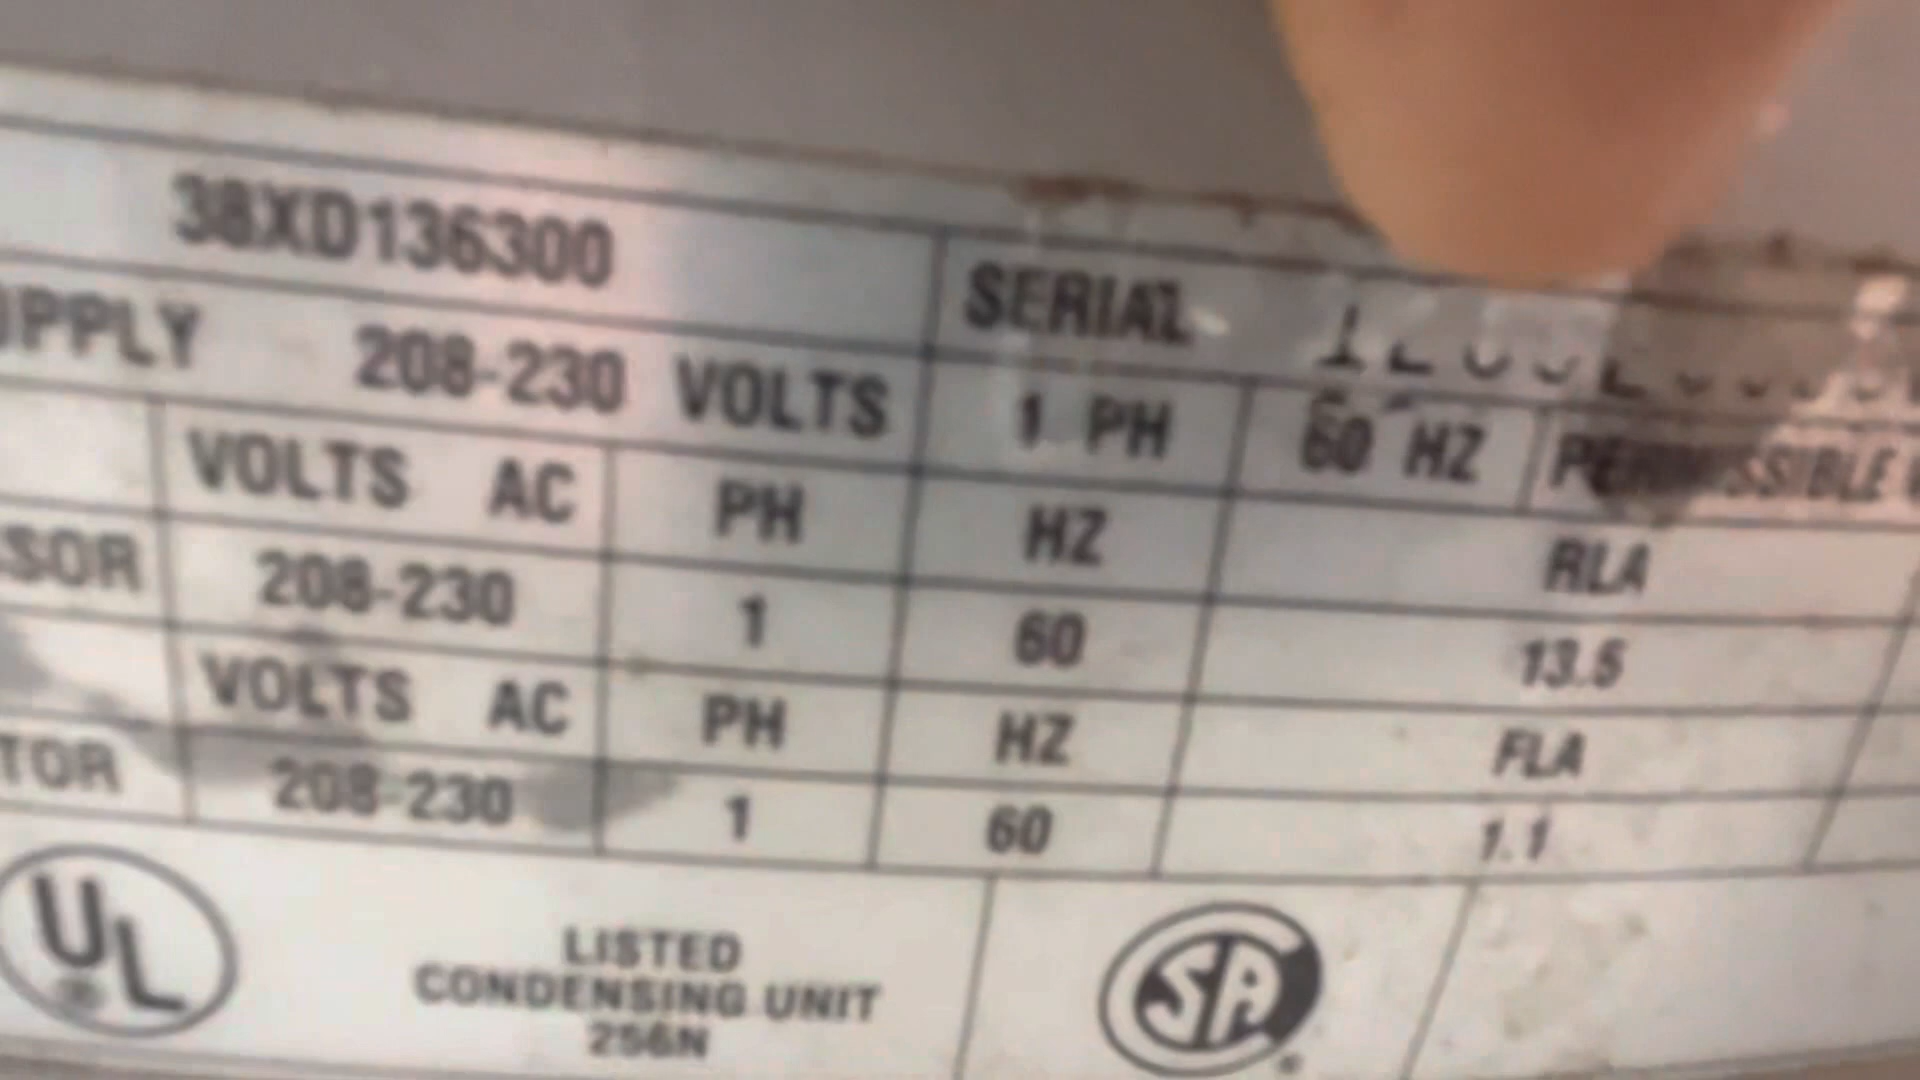 38XD136300 SERIAL
UPPLY 208-230 VOLTS 1 PH 60 HZ PERMISSIBLE
VOLTS AC PH HZ RLA
SOR 208-230 1 60 13.5
VOLTS AC PH HZ FLA
TOR 208-230 1 60 1.1
UL
LISTED
CONDENSING UNIT
256N
SA